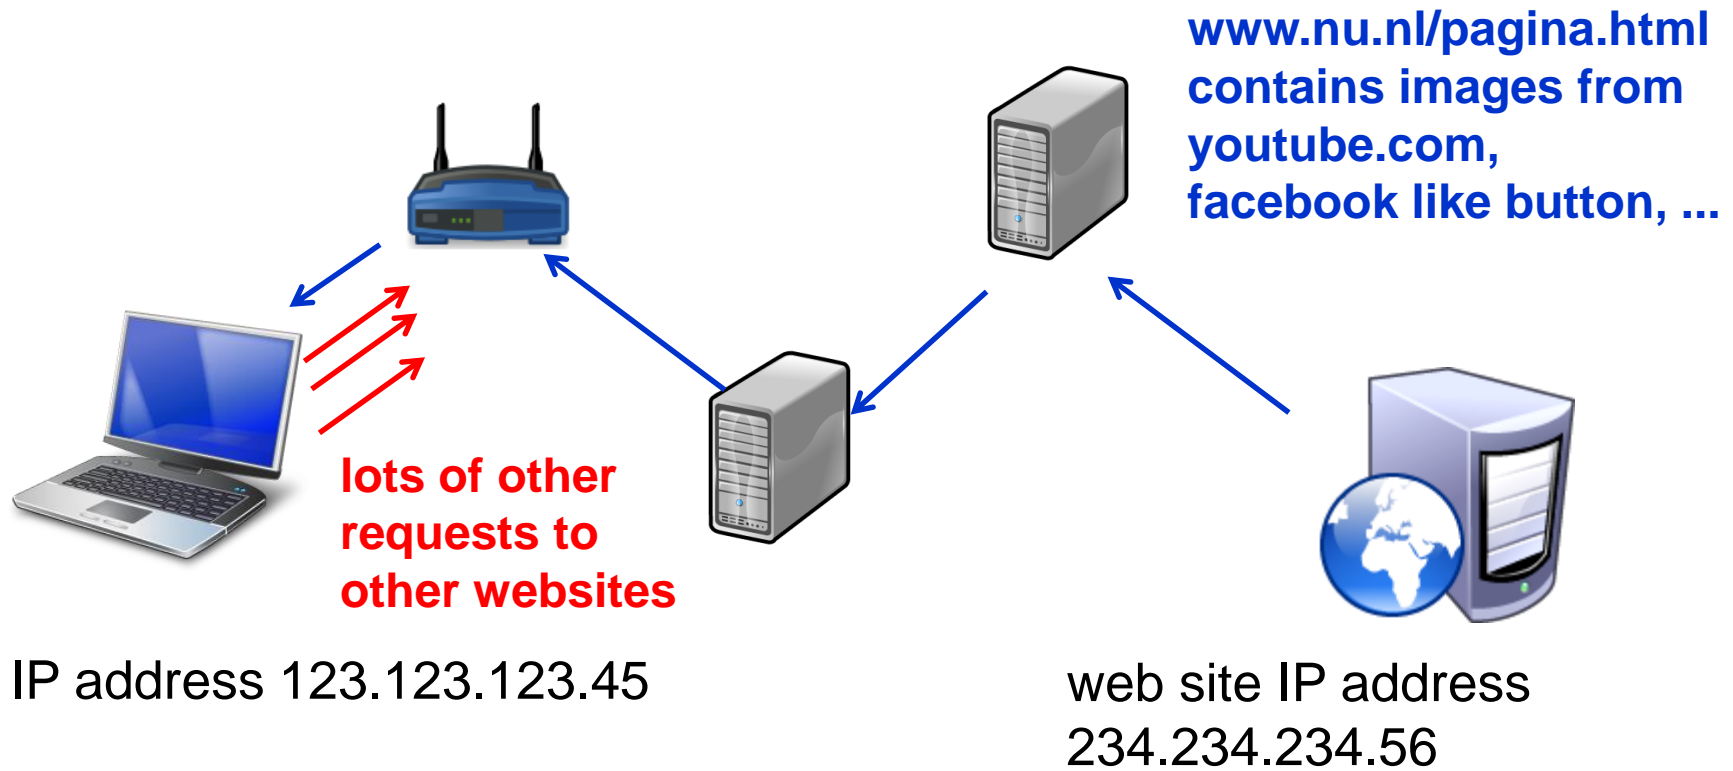 www.nu.nl/pagina.html
contains images from
youtube.com,
facebook like button, ...
lots of other
requests to
other websites
IP address 123.123.123.45
web site IP address
234.234.234.56